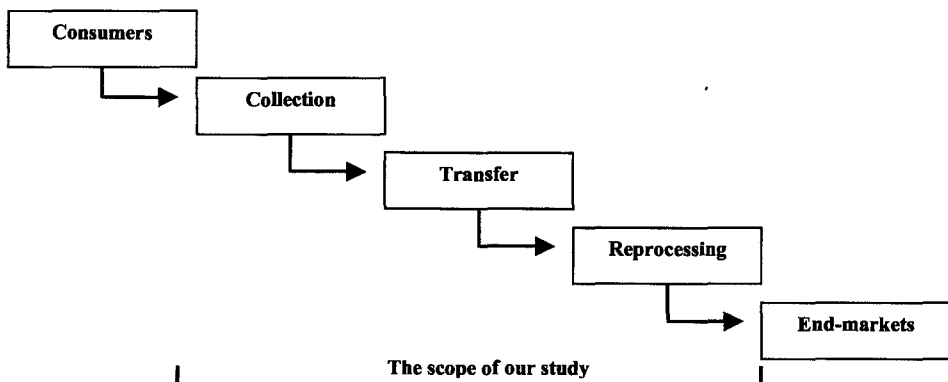 Consumers
Collection
Transfer
Reprocessing
End-markets
The scope of our study